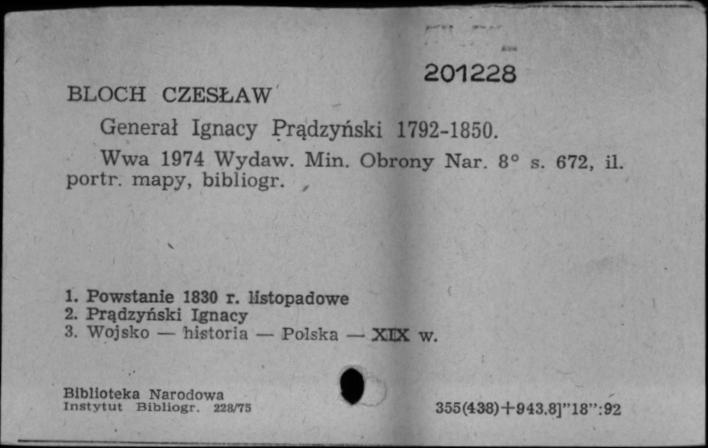 201228
BLOCH CZESŁAW
Generał Ignacy Prądzyński 1792-1850.
Wwa 1974 Wydaw. Min. Obrony Nar. 8° s. 672, il.
portr. mapy, bibliogr.
1. Powstanie 1830 r. listopadowe
2. Prądzyński Ignacy
3. Wojsko — historia — Polska — XIX w.
Biblioteka Narodowa
Instytut Bibliogr. 228/75
355(438)+943.8]"18":92